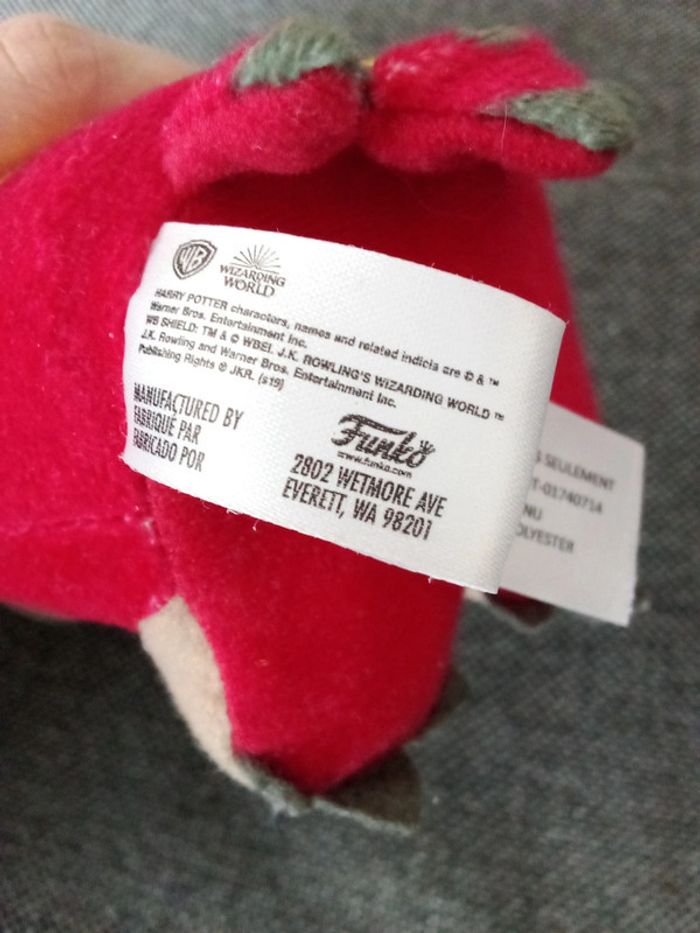 WB
WIZARDING
WORLD
HARRY POTTER characters, names and related indicia are © & ™
Warner Bros. Entertainment Inc.
WB SHIELD: TM & © WBEI. J.K. ROWLING'S WIZARDING WORLD ™
J.K. Rowling and Warner Bros. Entertainment Inc.
Publishing Rights © JKR. (s19)
MANUFACTURED BY
FABRIQUÉ PAR
FABRICADO POR
Funko
www.funko.com
2802 WETMORE AVE
EVERETT, WA 98201
SEULEMENT
T-01740714
NU
OLYESTER